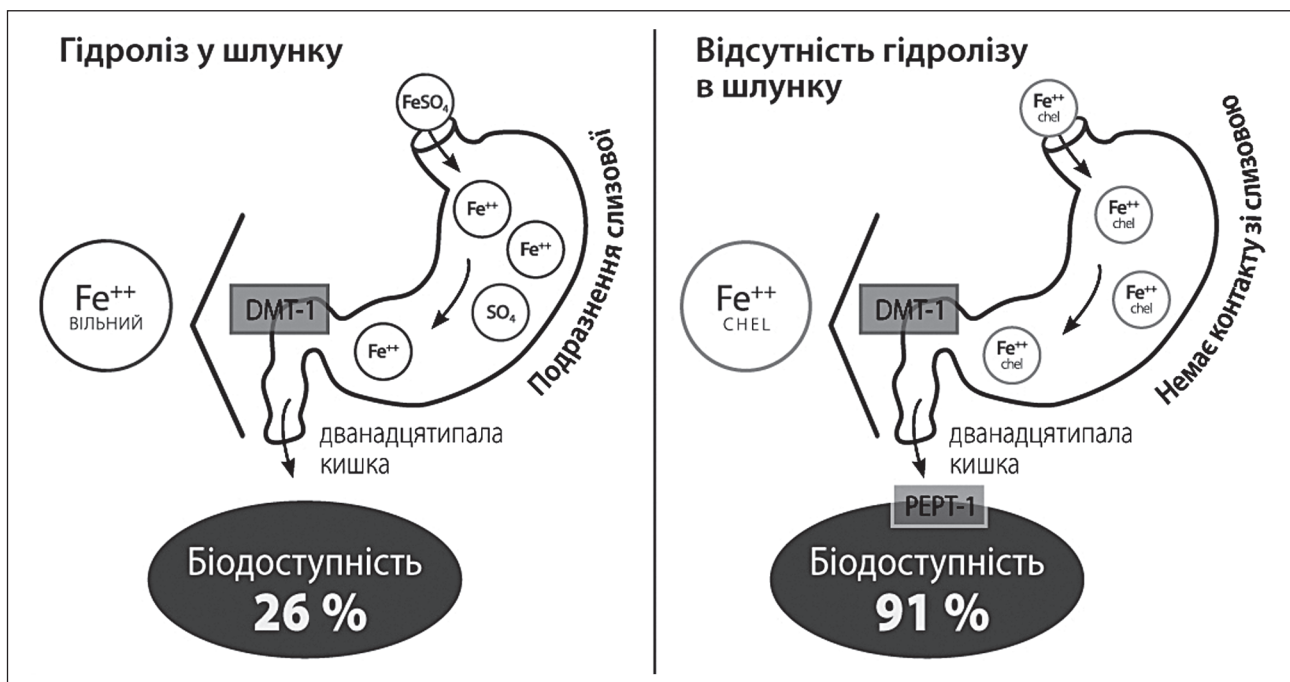 Гідроліз у шлунку
FeSO₄
Fe⁺⁺
Fe⁺⁺
SO₄
Fe⁺⁺
Подразнення слизової
Fe⁺⁺
ВІЛЬНИЙ
DMT-1
дванадцятипала
кишка
Біодоступність
26 %
Відсутність гідролізу
в шлунку
Fe⁺⁺
chel
Fe⁺⁺
chel
Fe⁺⁺
chel
Fe⁺⁺
chel
Немає контакту зі слизовою
Fe⁺⁺
CHEL
DMT-1
дванадцятипала
кишка
PEPT-1
Біодоступність
91 %